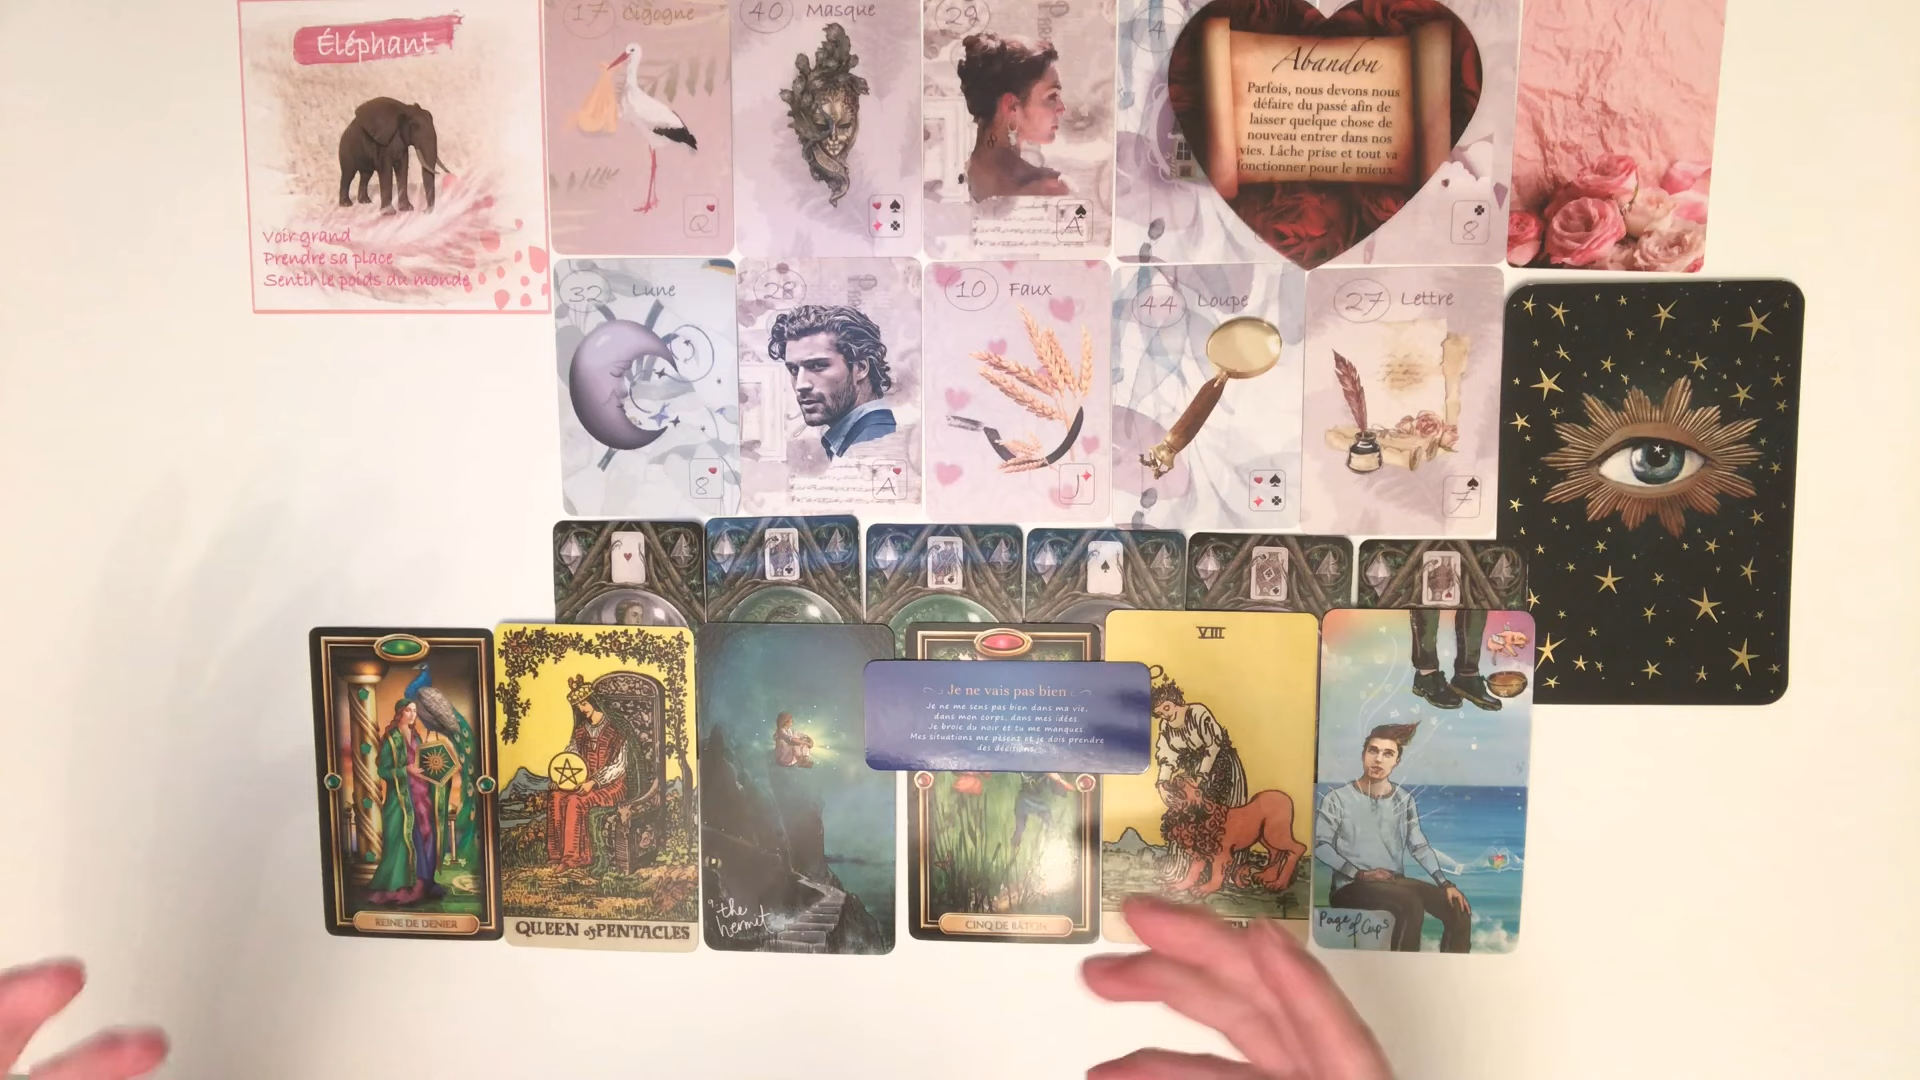 Éléphant
Voir grand
Prendre sa place
Sentir le poids du monde
17 Cigogne
Q
40 Masque
29
A
4
Abandon
Parfois, nous devons nous
défaire du passé afin de
laisser quelque chose de
nouveau entrer dans nos
vies. Lâche prise et tout va
fonctionner pour le mieux.
8
32 Lune
8
28
A
10 Faux
J
44 Loupe
27 Lettre
7
REINE DE DENIER
QUEEN of PENTACLES
9. the
hermit
Je ne vais pas bien
Je ne me sens pas bien dans ma vie,
dans mon corps, dans mes idées.
Je broie du noir et tu me manques.
Mes situations me pèsent et je dois prendre
des décisions.
CINQ DE BÂTON
VIII
Page of Cups